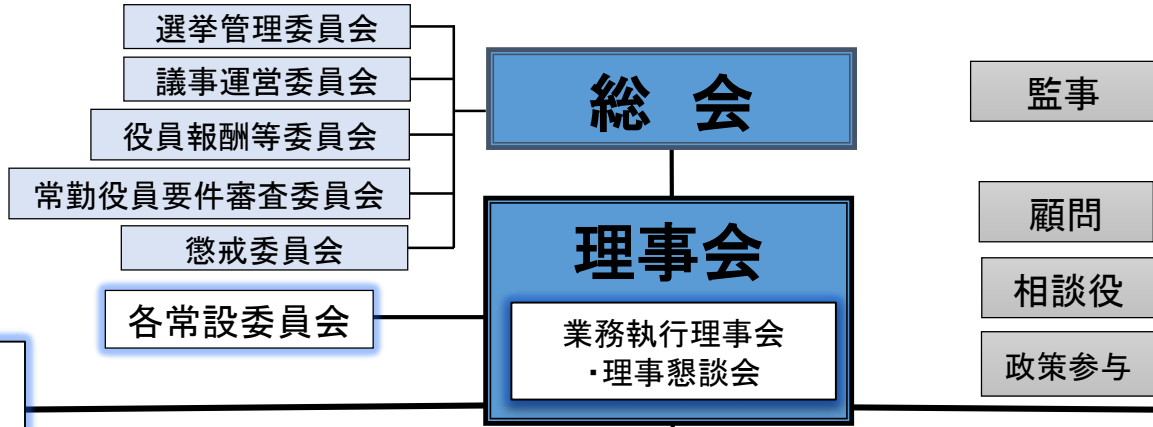 選挙管理委員会
議事運営委員会
役員報酬等委員会
常勤役員要件審査委員会
懲戒委員会
各常設委員会
総 会
理事会
業務執行理事会
・理事懇談会
監事
顧問
相談役
政策参与